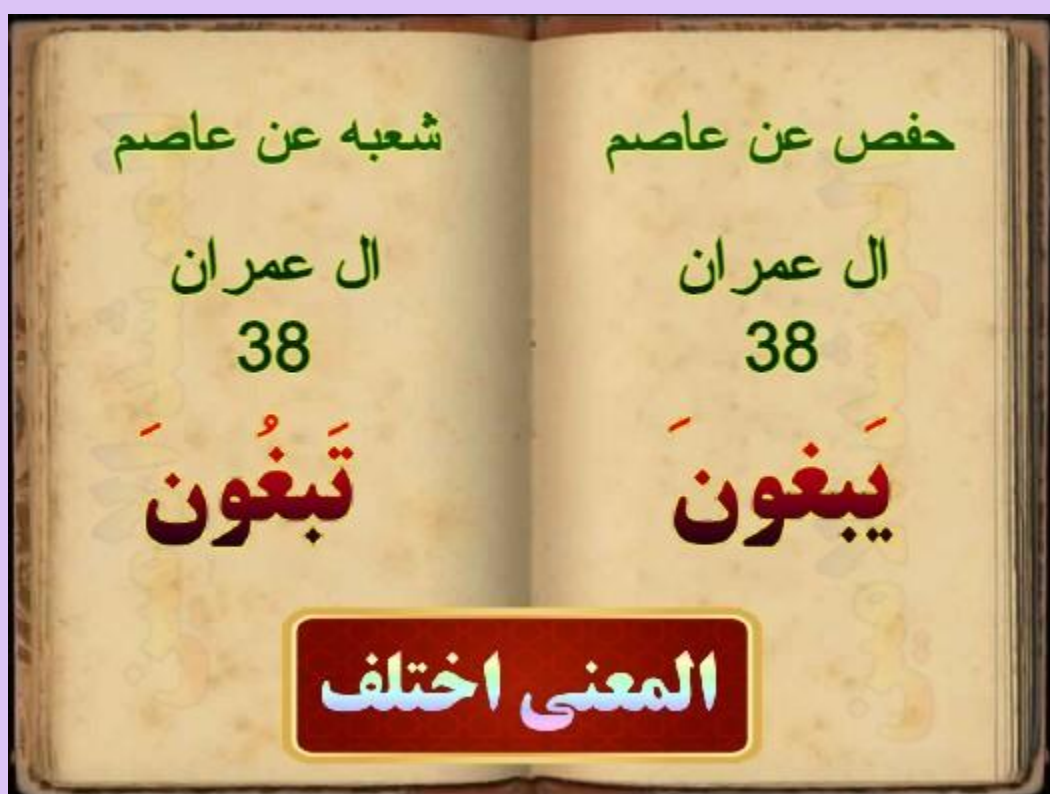 حفص عن عاصم
ال عمران
38
يَبغونَ
شعبه عن عاصم
ال عمران
38
تَبغُونَ
المعنى اختلف